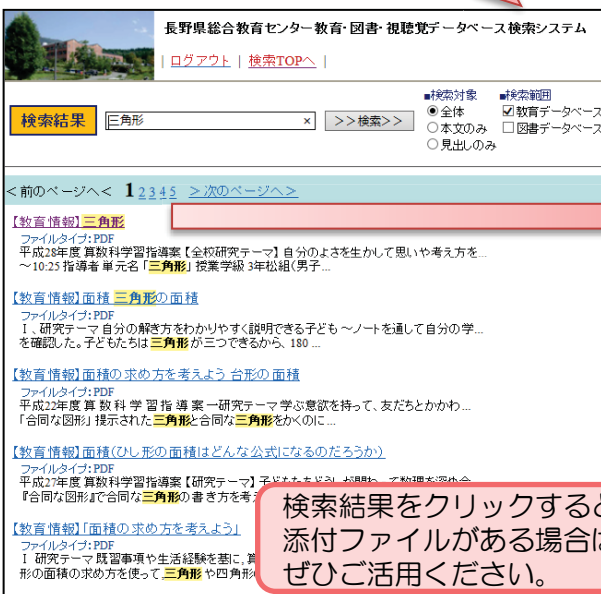 長野県総合教育センター教育・図書・視聴覚データベース検索システム
| ログアウト | 検索TOPへ |
■検索対象 ■検索範囲
検索結果 三角形 × >>検索>> ◉全体 ☑教育データベース
○本文のみ □図書データベース
○見出しのみ
<前のページへ< 1 2 3 4 5 >次のページへ>
【教育情報】三角形
ファイルタイプ:PDF
平成28年度 算数科学習指導案【全校研究テーマ】 自分のよさを生かして思いや考え方を...
~10:25 指導者 単元名「三角形」 授業学級 3年松組(男子...
【教育情報】面積 三角形の面積
ファイルタイプ:PDF
I 、研究テーマ 自分の解き方をわかりやすく説明できる子ども ～ノートを通して自分の学...
を確認した。子どもたちは 三角形 が三つできるから、 180 ...
【教育情報】面積の求め方を考えよう 台形の面積
ファイルタイプ:PDF
平成22年度 算 数 科 学 習 指 導 案 一研究テーマ 学ぶ意欲を持って、友だちとかかわ...
「合同な図形」 提示された三角形と合同な三角形をかくのに...
【教育情報】面積(ひし形の面積はどんな公式になるのだろうか)
ファイルタイプ:PDF
平成27年度 算数科学習指導案 【研究テーマ】
『合同な図形』で合同な三角形の書き方を考
【教育情報】「面積の求め方を考えよう」
ファイルタイプ:PDF
I 研究テーマ 既習事項や生活経験を基に、
形の面積の求め方を使って、三角形 や四角形
検索結果をクリックすると
添付ファイルがある場合は
ぜひご活用ください。